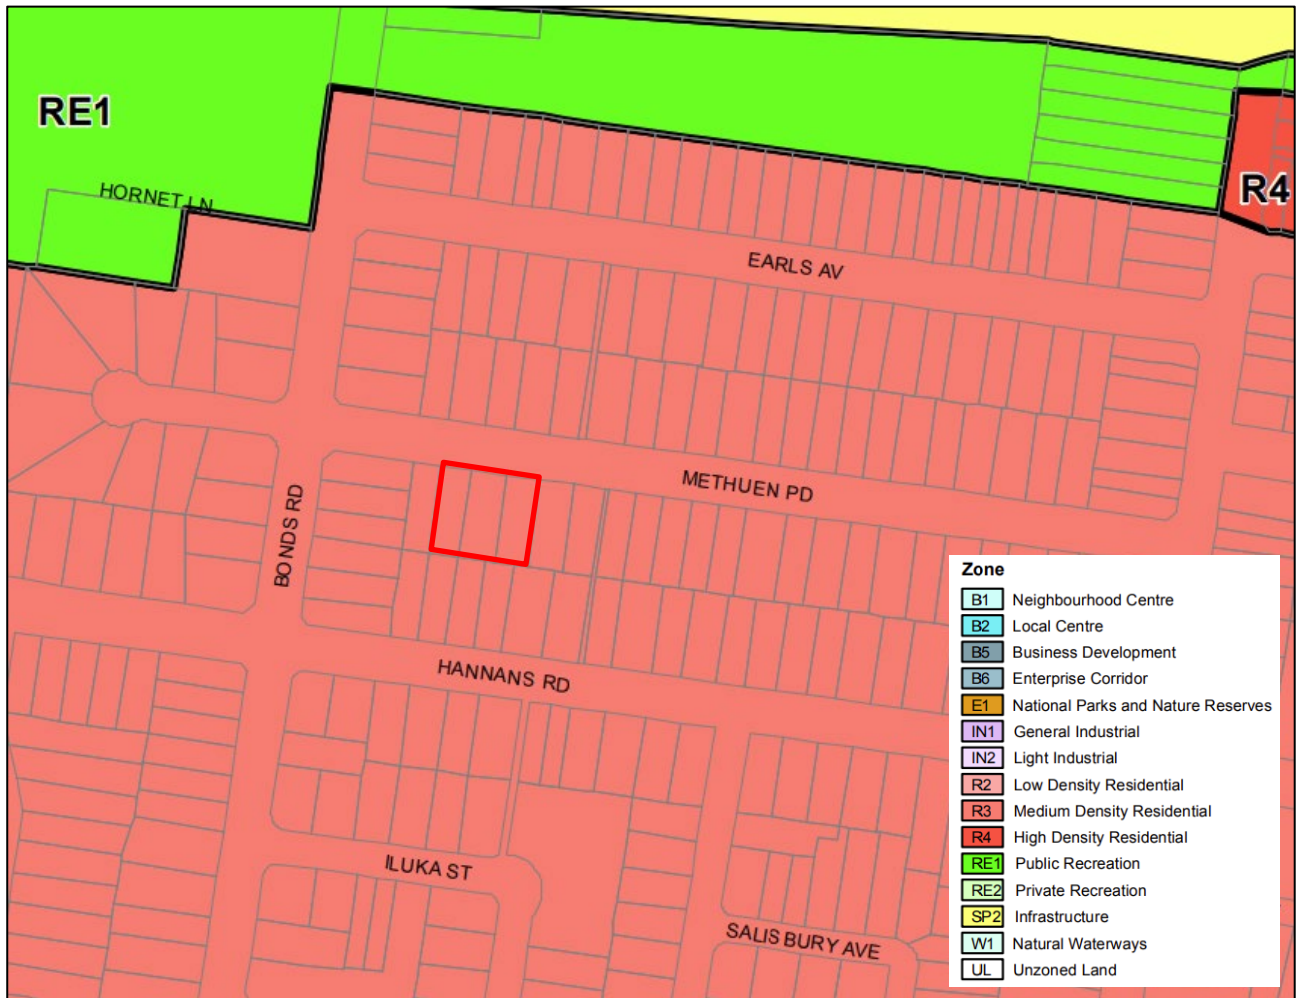 RE1
HORNET LN
R4
EARLS AV
METHUEN PD
BONDS RD
HANNANS RD
ILUKA ST
SALISBURY AVE
Zone
B1 Neighbourhood Centre
B2 Local Centre
B5 Business Development
B6 Enterprise Corridor
E1 National Parks and Nature Reserves
IN1 General Industrial
IN2 Light Industrial
R2 Low Density Residential
R3 Medium Density Residential
R4 High Density Residential
RE1 Public Recreation
RE2 Private Recreation
SP2 Infrastructure
W1 Natural Waterways
UL Unzoned Land